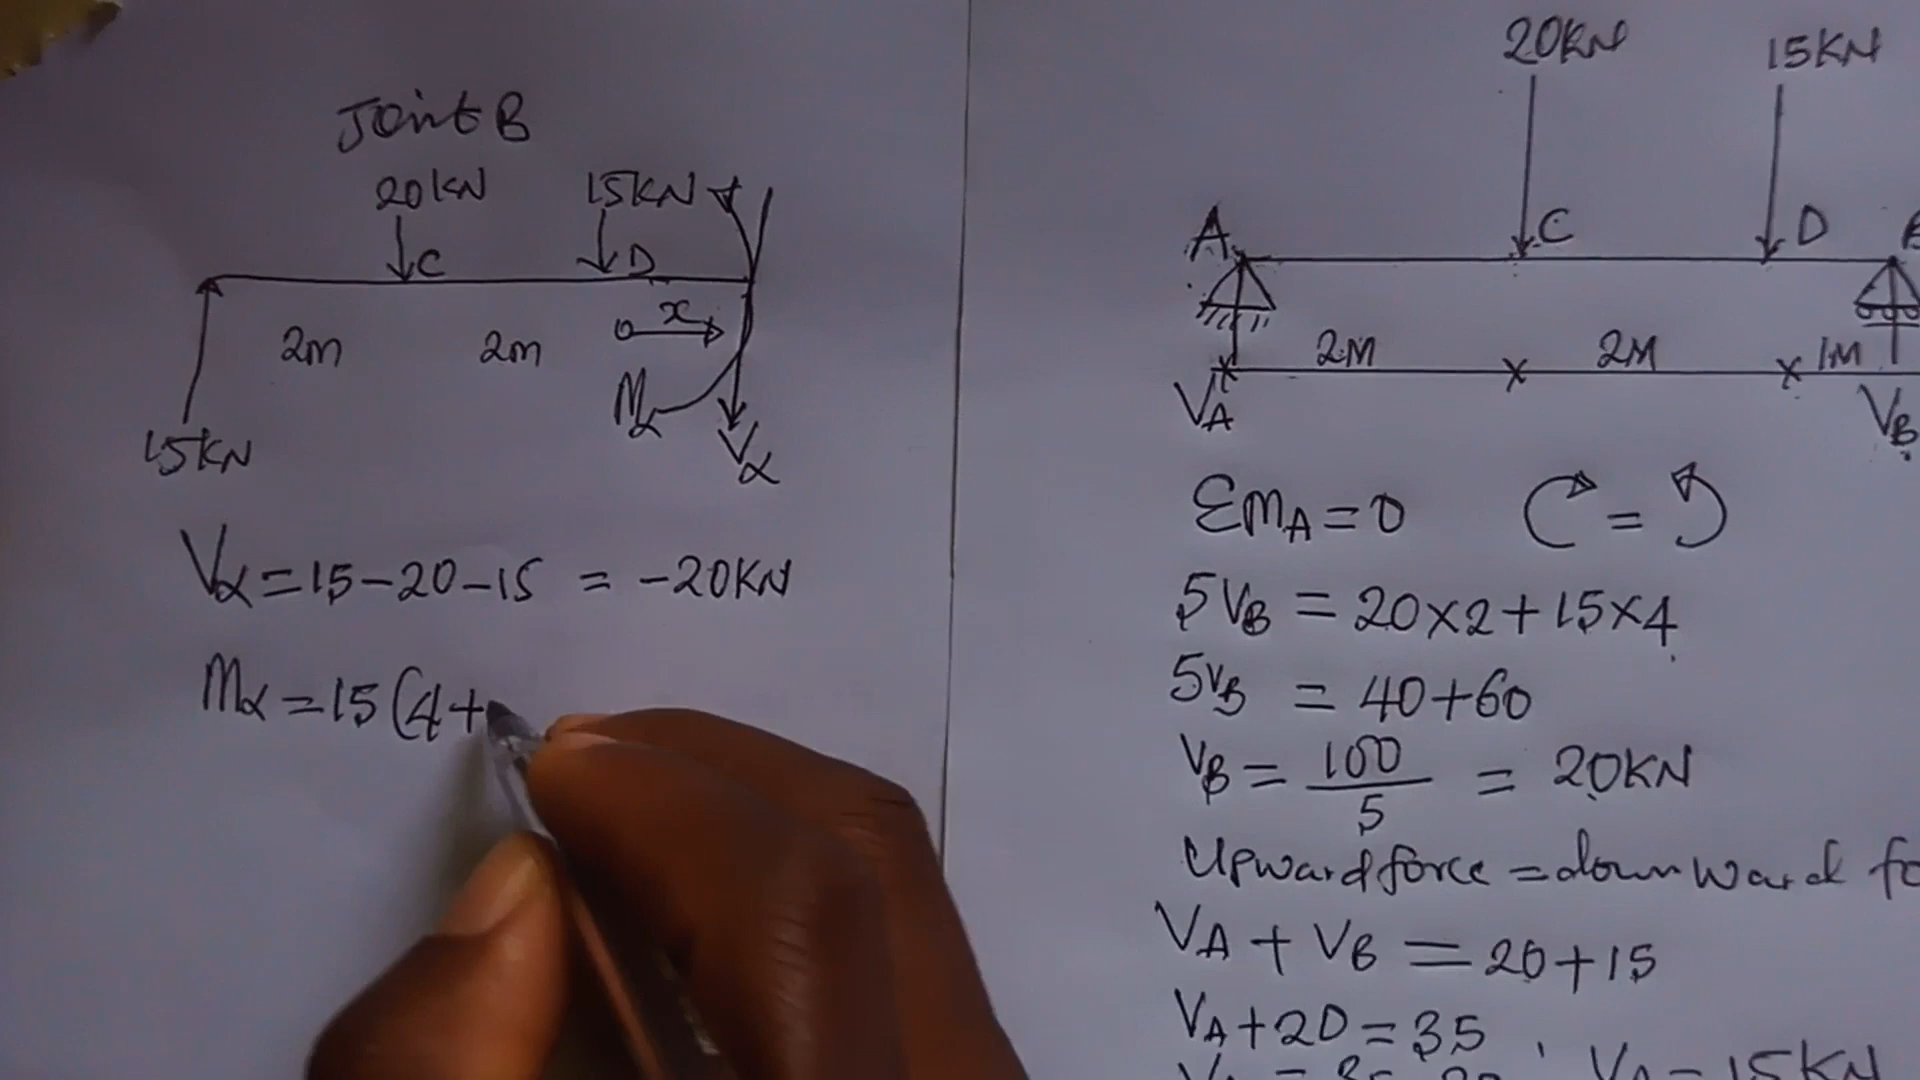 Joint B
20KN 15KN
C D
2m 2m x
Mx
15KN
Vx
Vx = 15 - 20 - 15 = -20KN
Mx = 15 (4 +
20KN 15KN
A C D
2M 2M 1M
VA VB
ΣMA = 0 =
5VB = 20 x 2 + 15 x 4
5VB = 40 + 60
VB = 100/5 = 20KN
Upward force = downward fo
VA + VB = 20 + 15
VA + 20 = 35
VA = 15KN